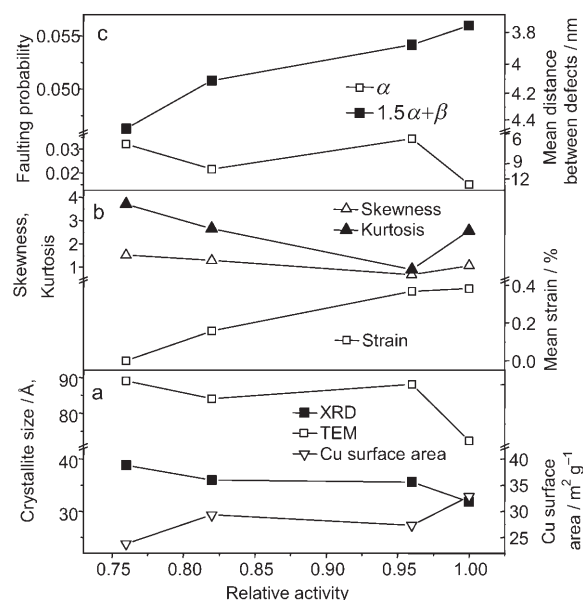 c
0.055
0.050
0.03
0.02
Faulting probability
α
1.5α+β
3.8
4
4.2
4.4
6
9
12
Mean distance
between defects / nm
b
4
3
2
1
Skewness,
Kurtosis
Skewness
Kurtosis
Strain
0.4
0.2
0.0
Mean strain / %
a
90
80
40
30
Crystallite size / Å,
XRD
TEM
Cu surface area
40
35
30
25
Cu surface
area / m² g⁻¹
0.75 0.80 0.85 0.90 0.95 1.00
Relative activity